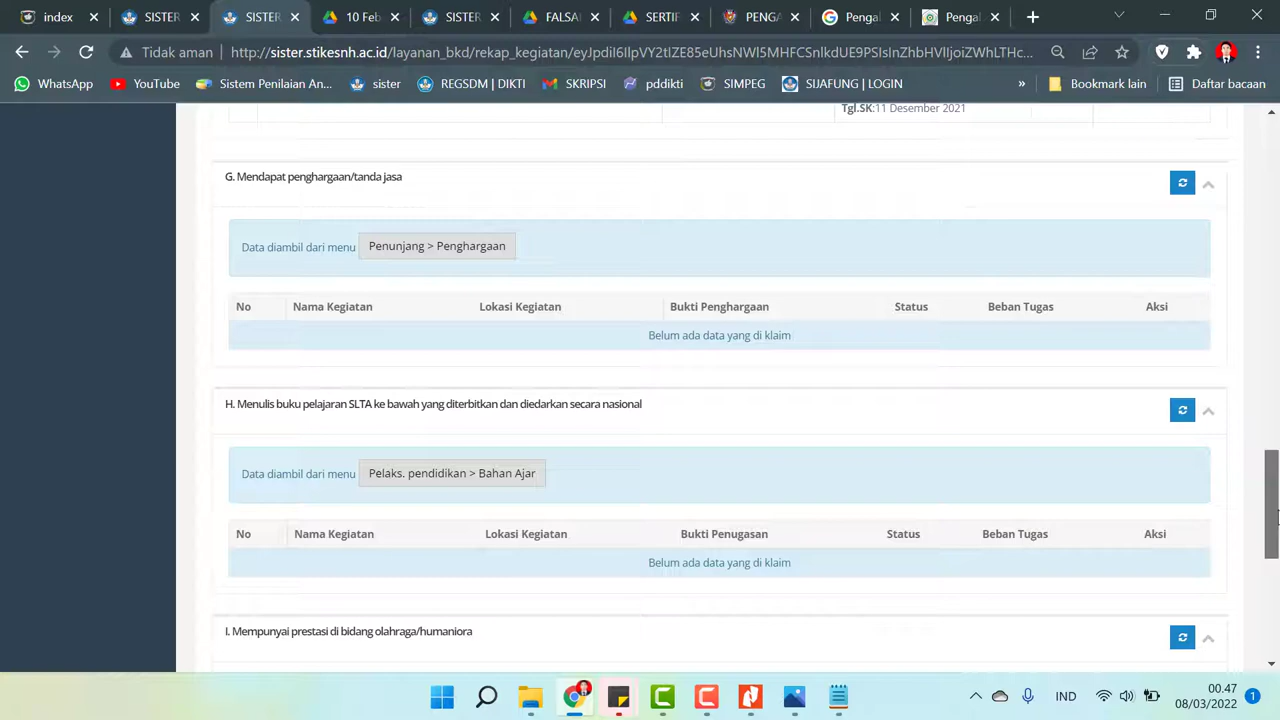 SISTER
SISTER
10 Feb
SISTER
FALSAF
SERTIF
PENGA
Pengal
Pengal
Tidak aman
http://sister.stikesnh.ac.id/layanan_bkd/rekap_kegiatan/
WhatsApp
YouTube
Sistem Penilaian An...
sister
REGSDM | DIKTI
SKRIPSI
pddikti
SIMPEG
SIJAFUNG | LOGIN
»
Bookmark lain
Daftar bacaan
Tgl.SK:11 Desember 2021
G. Mendapat penghargaan/tanda jasa
Data diambil dari menu Penunjang > Penghargaan
No Nama Kegiatan Lokasi Kegiatan Bukti Penghargaan Status Beban Tugas Aksi
Belum ada data yang di klaim
H. Menulis buku pelajaran SLTA ke bawah yang diterbitkan dan diedarkan secara nasional
Data diambil dari menu Pelaks. pendidikan > Bahan Ajar
No Nama Kegiatan Lokasi Kegiatan Bukti Penugasan Status Beban Tugas Aksi
Belum ada data yang di klaim
I. Mempunyai prestasi di bidang olahraga/humaniora
IND
00.47
08/03/2022
1